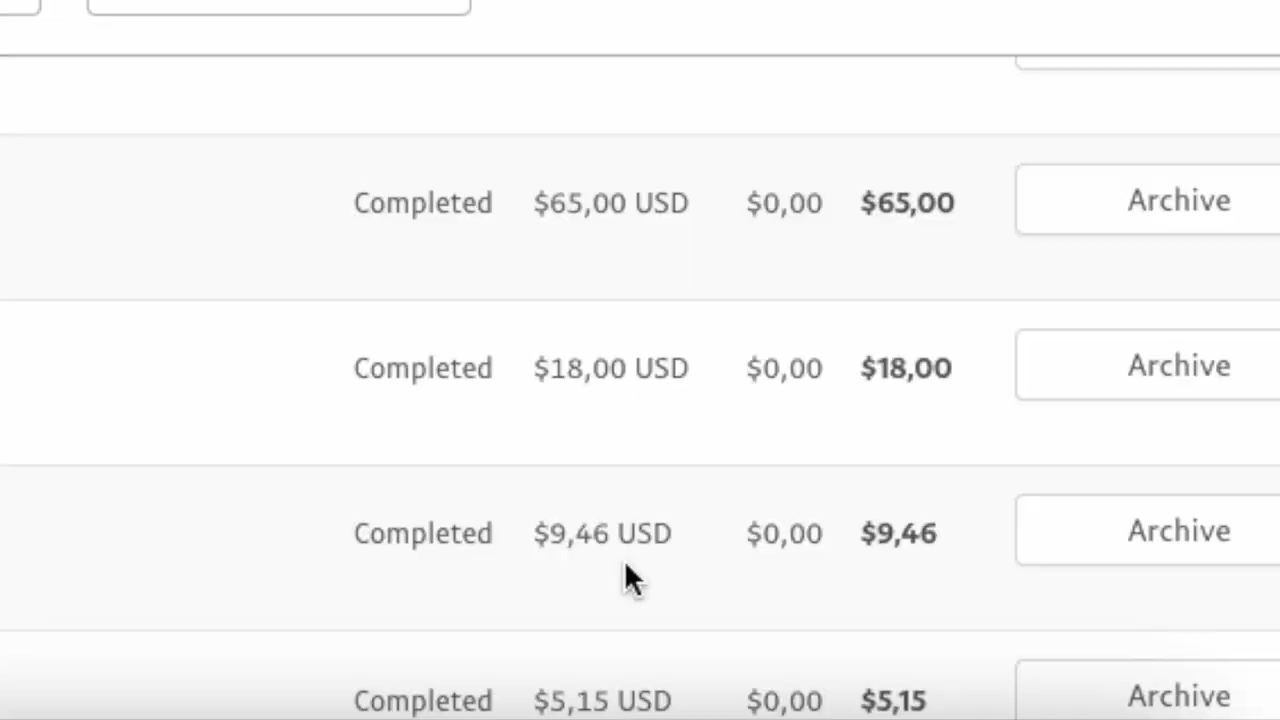 Completed $65,00 USD $0,00 $65,00 Archive
Completed $18,00 USD $0,00 $18,00 Archive
Completed $9,46 USD $0,00 $9,46 Archive
Completed $5,15 USD $0,00 $5,15 Archive